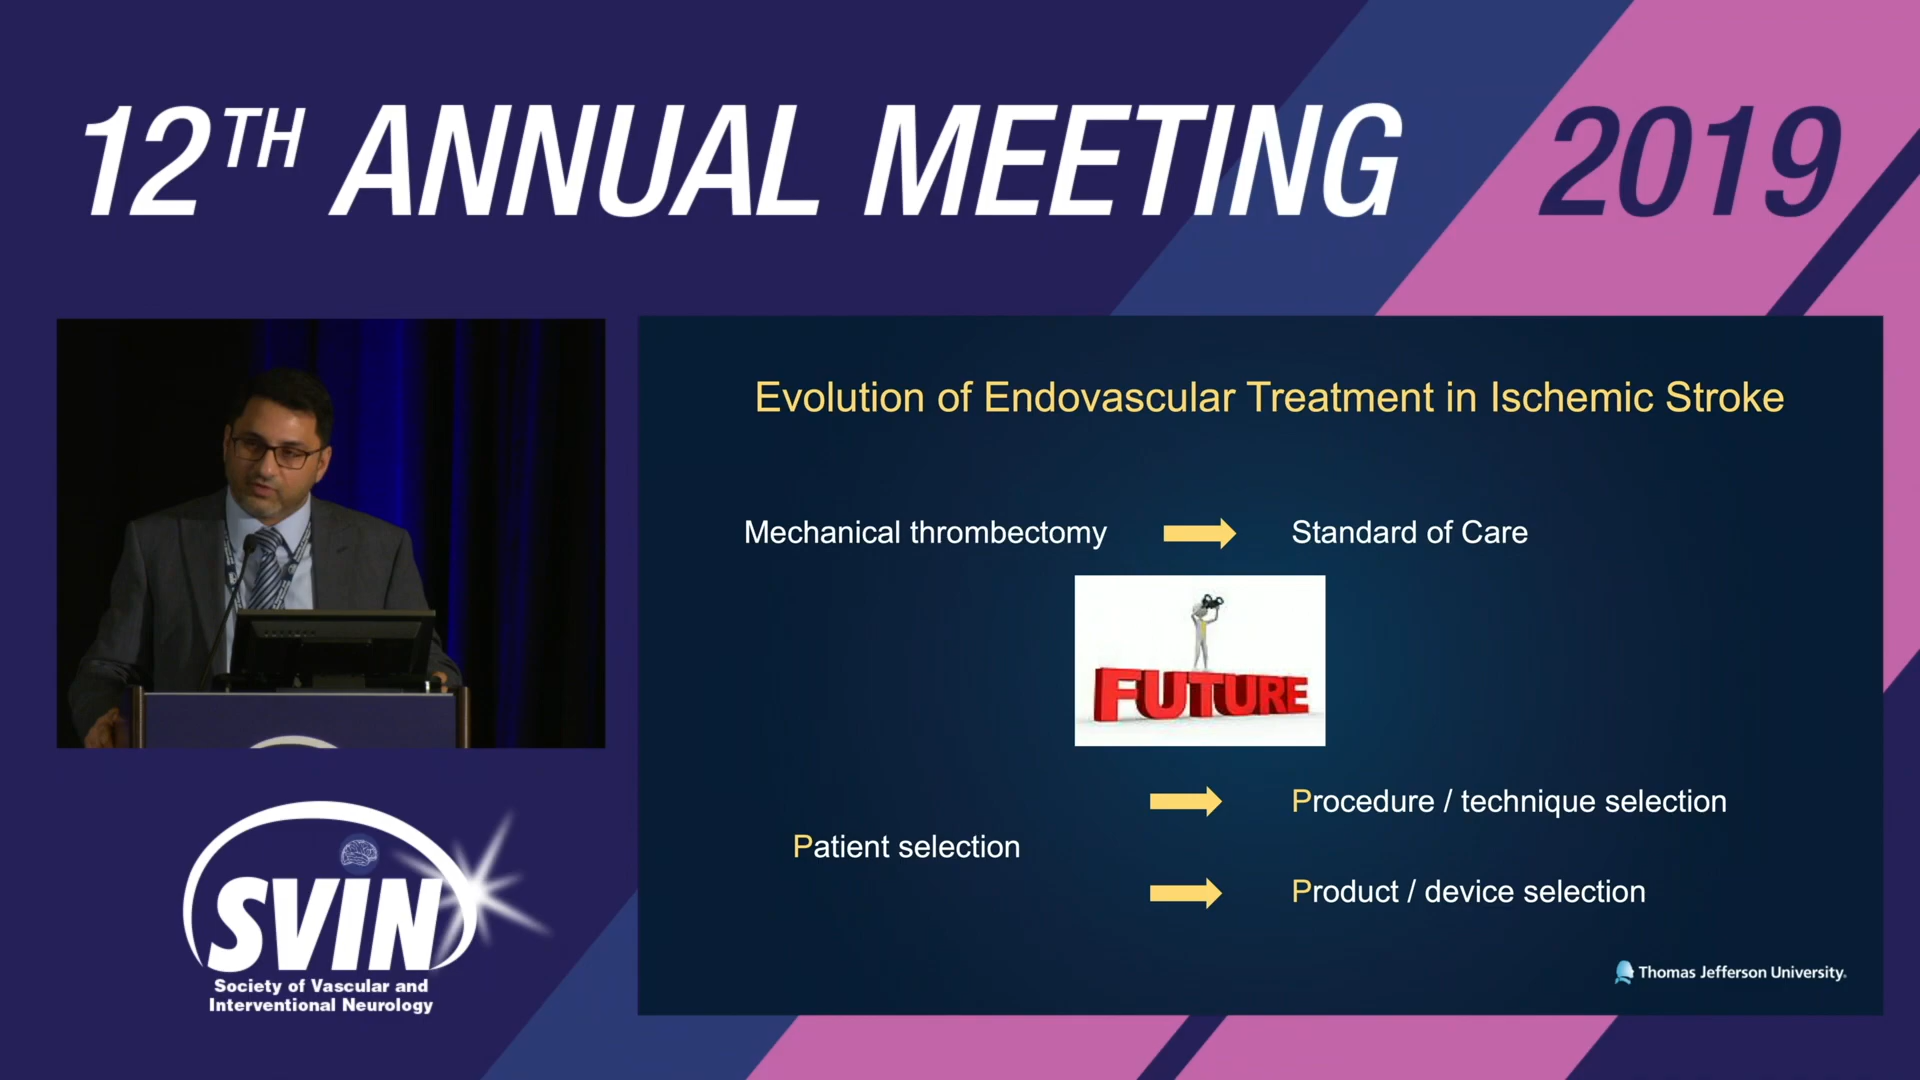 12TH ANNUAL MEETING 2019
Evolution of Endovascular Treatment in Ischemic Stroke
Mechanical thrombectomy
Standard of Care
FUTURE
Patient selection
Procedure / technique selection
Product / device selection
Thomas Jefferson University
SVIN
Society of Vascular and
Interventional Neurology